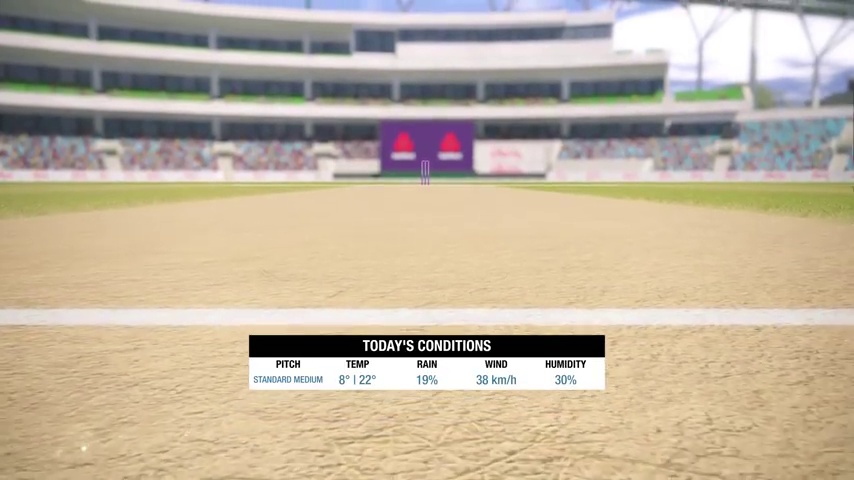 TODAY'S CONDITIONS
PITCH TEMP RAIN WIND HUMIDITY
STANDARD MEDIUM 8° | 22° 19% 38 km/h 30%